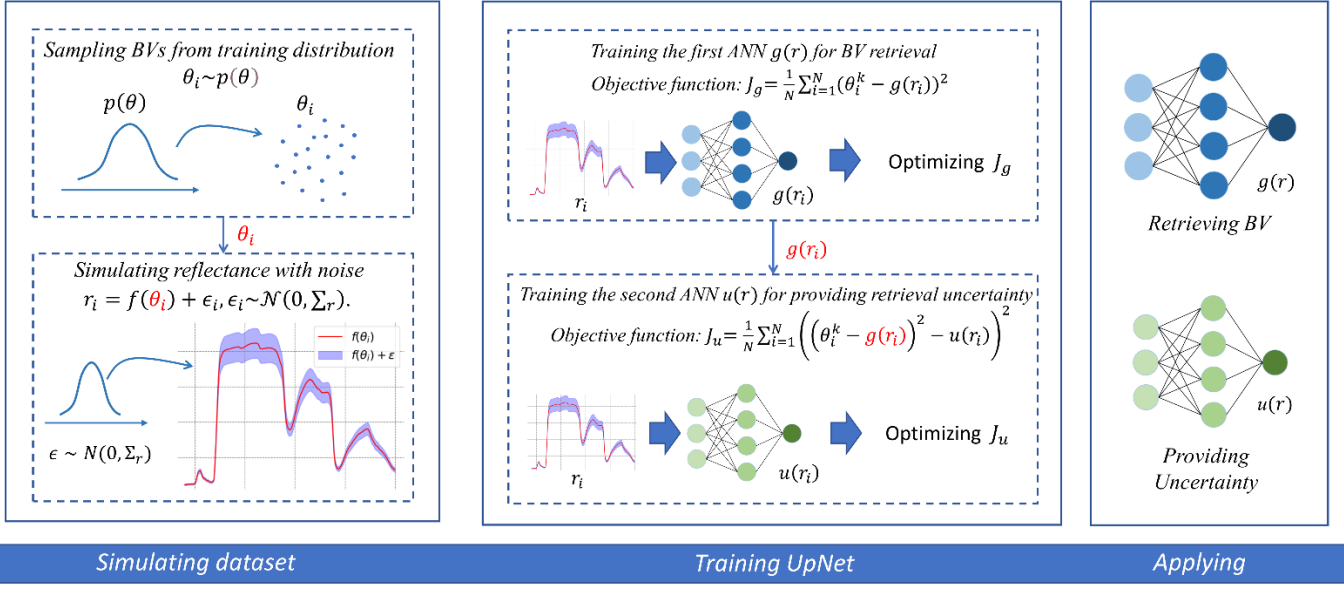 Sampling BVs from training distribution
θᵢ~p(θ)
p(θ)
θᵢ
θᵢ
Simulating reflectance with noise
rᵢ = f(θᵢ) + ϵᵢ, ϵᵢ~𝒩(0, Σᵣ).
f(θᵢ)
f(θᵢ) + ε
ϵ ~ N(0, Σᵣ)
Training the first ANN g(r) for BV retrieval
Objective function: J_g= 1/N ∑ᵢ₌₁ᴺ(θᵢᵏ − g(rᵢ))²
rᵢ
g(rᵢ)
Optimizing J_g
g(rᵢ)
Training the second ANN u(r) for providing retrieval uncertainty
Objective function: Jᵤ= 1/N ∑ᵢ₌₁ᴺ((θᵢᵏ − g(rᵢ))² − u(rᵢ))²
rᵢ
u(rᵢ)
Optimizing Jᵤ
g(r)
Retrieving BV
u(r)
Providing
Uncertainty
Simulating dataset
Training UpNet
Applying